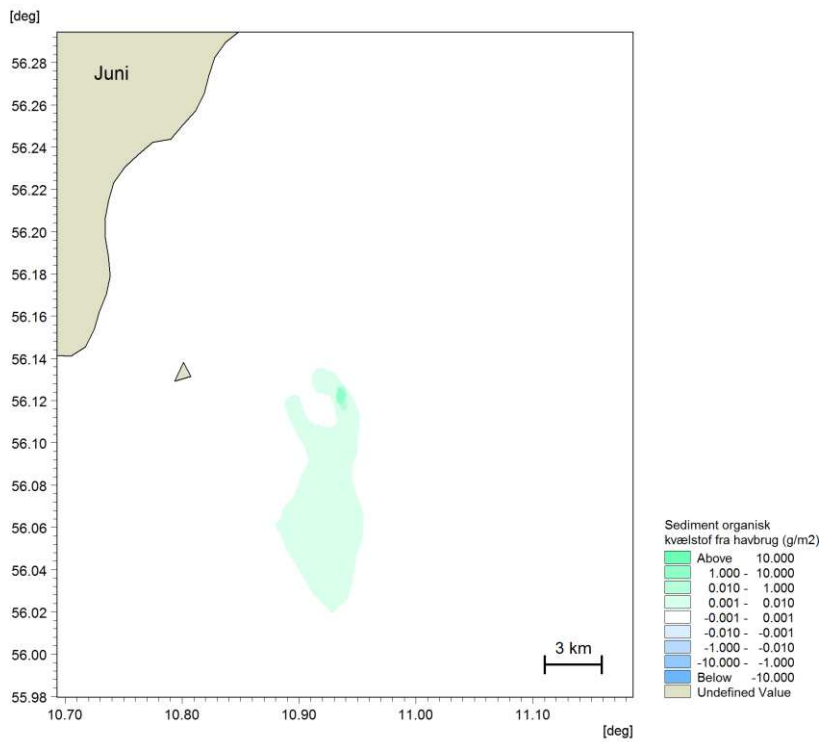 [deg]
Juni
56.28
56.26
56.24
56.22
56.20
56.18
56.16
56.14
56.12
56.10
56.08
56.06
56.04
56.02
56.00
55.98
3 km
10.70 10.80 10.90 11.00 11.10
[deg]
Sediment organisk
kvælstof fra havbrug (g/m2)
Above 10.000
1.000 - 10.000
0.010 - 1.000
0.001 - 0.010
-0.001 - 0.001
-0.010 - -0.001
-1.000 - -0.010
-10.000 - -1.000
Below -10.000
Undefined Value